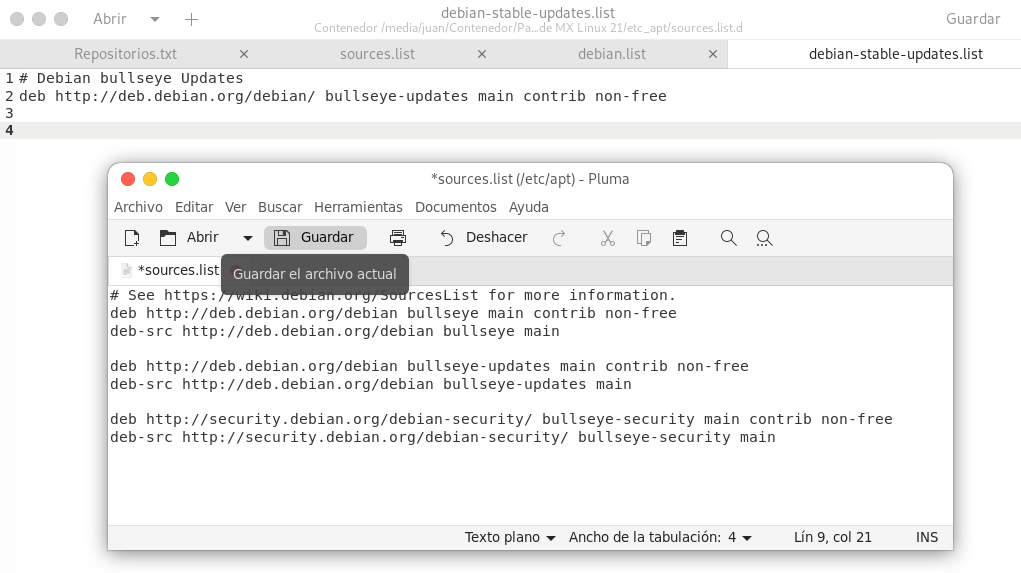 debian-stable-updates.list
Abrir
Contenedor /media/juan/Contenedor/Pa...de MX Linux 21/etc_apt/sources.list.d
Guardar
Repositorios.txt × sources.list × debian.list × debian-stable-updates.list
1 # Debian bullseye Updates
2 deb http://deb.debian.org/debian/ bullseye-updates main contrib non-free
3
4
*sources.list (/etc/apt) - Pluma
Archivo Editar Ver Buscar Herramientas Documentos Ayuda
Abrir Guardar Deshacer
*sources.list
Guardar el archivo actual
# See https://wiki.debian.org/SourcesList for more information.
deb http://deb.debian.org/debian bullseye main contrib non-free
deb-src http://deb.debian.org/debian bullseye main
deb http://deb.debian.org/debian bullseye-updates main contrib non-free
deb-src http://deb.debian.org/debian bullseye-updates main
deb http://security.debian.org/debian-security/ bullseye-security main contrib non-free
deb-src http://security.debian.org/debian-security/ bullseye-security main
Texto plano Ancho de la tabulación: 4 Lín 9, col 21 INS